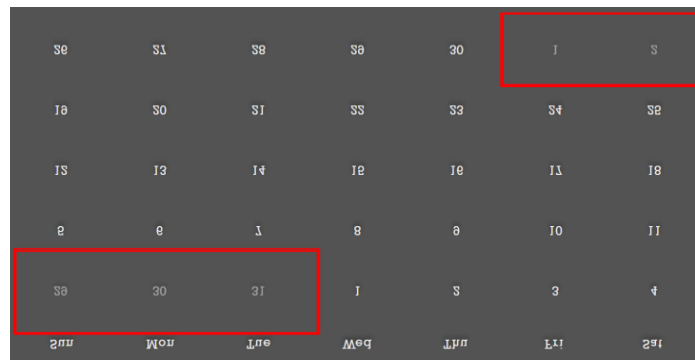 Sun Mon Tue Wed Thu Fri Sat
29 30 31 1 2 3 4
5 6 7 8 9 10 11
12 13 14 15 16 17 18
19 20 21 22 23 24 25
26 27 28 29 30 1 2